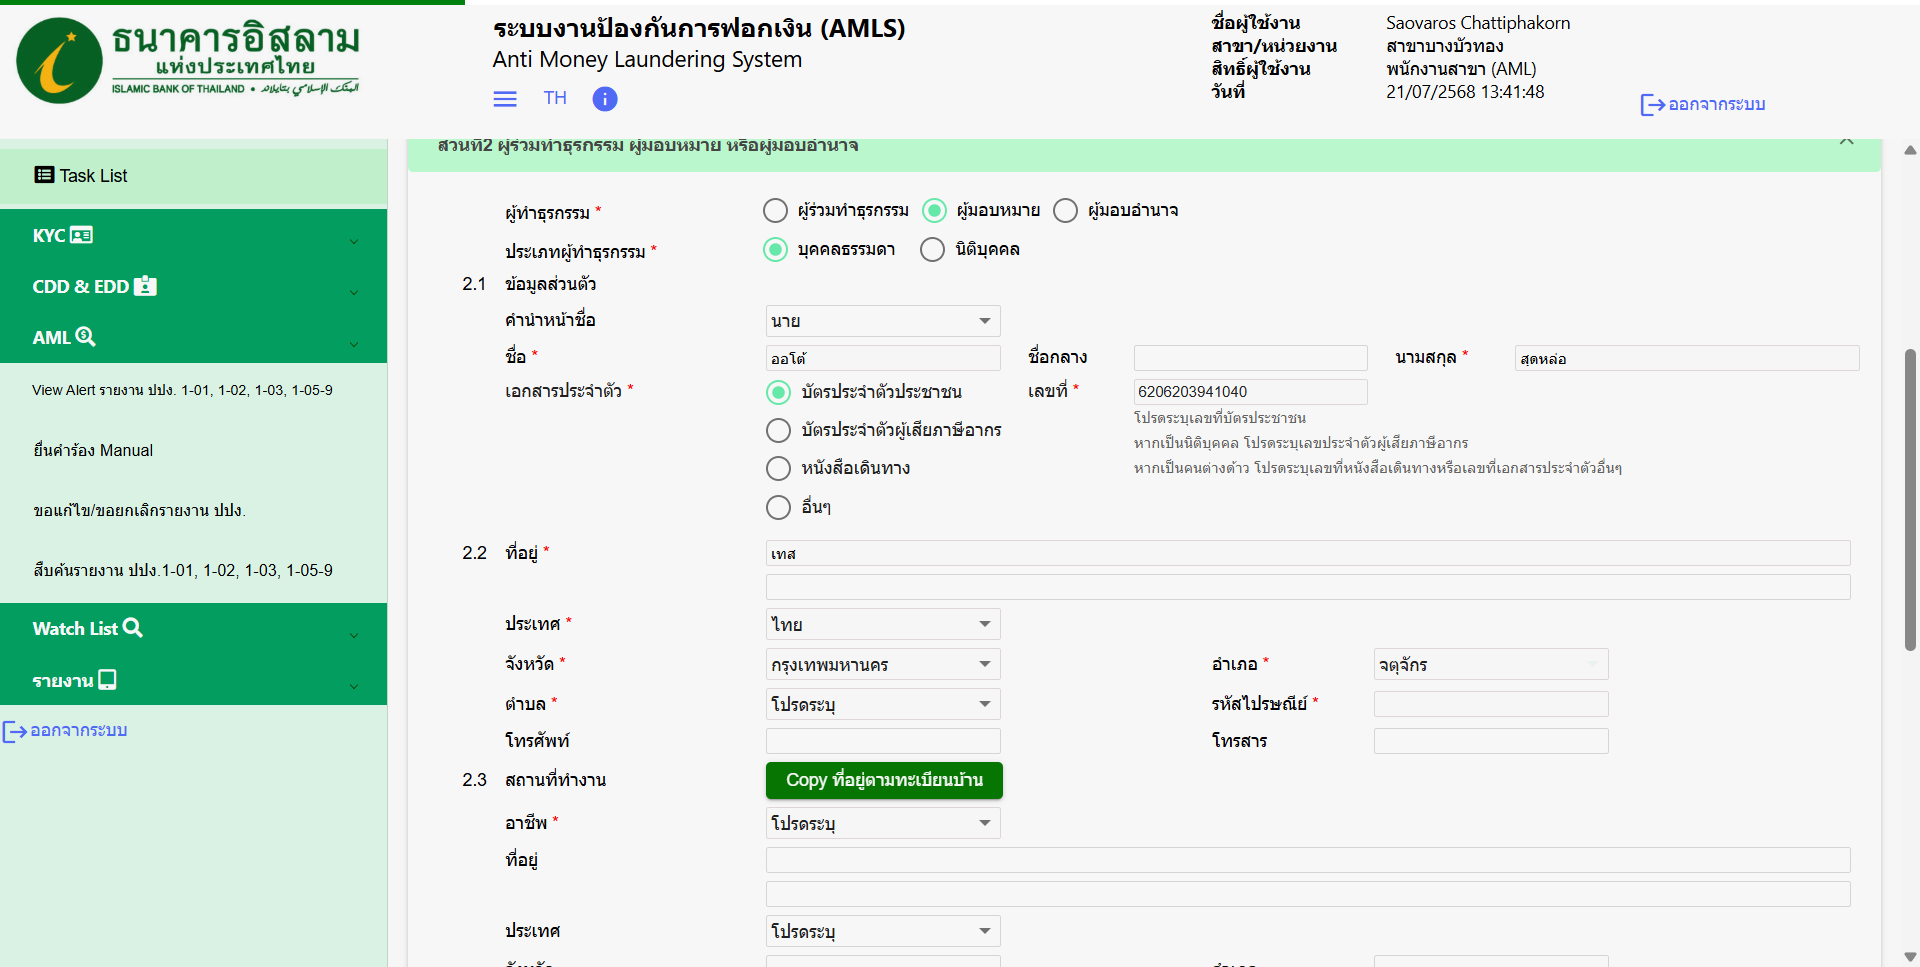 ธนาคารอิสลาม
แห่งประเทศไทย
ISLAMIC BANK OF THAILAND •
ระบบงานป้องกันการฟอกเงิน (AMLS)
Anti Money Laundering System
TH
ชื่อผู้ใช้งาน Saovaros Chattiphakorn
สาขา/หน่วยงาน สาขาบางบัวทอง
สิทธิ์ผู้ใช้งาน พนักงานสาขา (AML)
วันที่ 21/07/2568 13:41:48
ออกจากระบบ
Task List
KYC
CDD & EDD
AML
View Alert รายงาน ปปง. 1-01, 1-02, 1-03, 1-05-9
ยื่นคำร้อง Manual
ขอแก้ไข/ขอยกเลิกรายงาน ปปง.
สืบค้นรายงาน ปปง.1-01, 1-02, 1-03, 1-05-9
Watch List
รายงาน
ออกจากระบบ
ส่วนที่2 ผู้ร่วมทำธุรกรรม ผู้มอบหมาย หรือผู้มอบอำนาจ
ผู้ทำธุรกรรม * ผู้ร่วมทำธุรกรรม ผู้มอบหมาย ผู้มอบอำนาจ
ประเภทผู้ทำธุรกรรม * บุคคลธรรมดา นิติบุคคล
2.1 ข้อมูลส่วนตัว
คำนำหน้าชื่อ นาย
ชื่อ * ออโต้ ชื่อกลาง นามสกุล * สุดหล่อ
เอกสารประจำตัว * บัตรประจำตัวประชาชน เลขที่ * 6206203941040
โปรดระบุเลขที่บัตรประชาชน
บัตรประจำตัวผู้เสียภาษีอากร หากเป็นนิติบุคคล โปรดระบุเลขประจำตัวผู้เสียภาษีอากร
หนังสือเดินทาง หากเป็นคนต่างด้าว โปรดระบุเลขที่หนังสือเดินทางหรือเลขที่เอกสารประจำตัวอื่นๆ
อื่นๆ
2.2 ที่อยู่ * เทส
ประเทศ * ไทย
จังหวัด * กรุงเทพมหานคร อำเภอ * จตุจักร
ตำบล * โปรดระบุ รหัสไปรษณีย์ *
โทรศัพท์ โทรสาร
2.3 สถานที่ทำงาน Copy ที่อยู่ตามทะเบียนบ้าน
อาชีพ * โปรดระบุ
ที่อยู่
ประเทศ โปรดระบุ